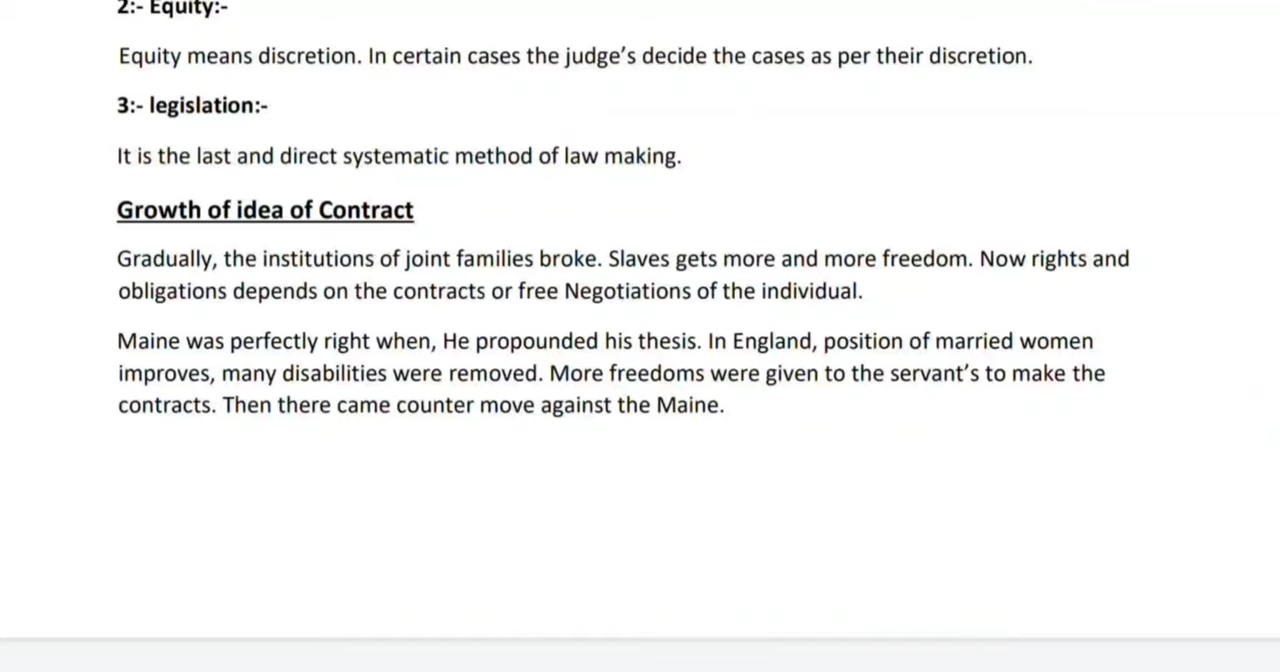 2:- Equity:-
Equity means discretion. In certain cases the judge’s decide the cases as per their discretion.
3:- legislation:-
It is the last and direct systematic method of law making.
Growth of idea of Contract
Gradually, the institutions of joint families broke. Slaves gets more and more freedom. Now rights and
obligations depends on the contracts or free Negotiations of the individual.
Maine was perfectly right when, He propounded his thesis. In England, position of married women
improves, many disabilities were removed. More freedoms were given to the servant’s to make the
contracts. Then there came counter move against the Maine.